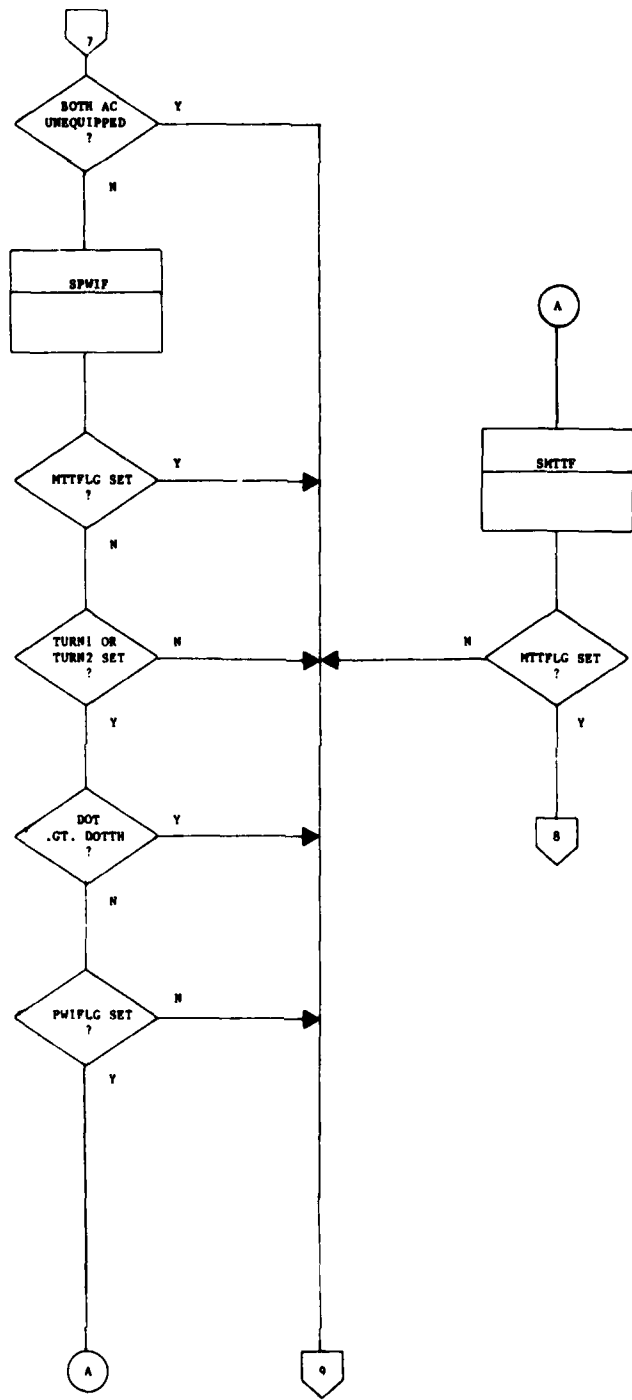 7
BOTH AC
UNEQUIPPED
?
Y
N
SPWIF
MTTFLG SET
?
Y
N
TURN1 OR
TURN2 SET
?
N
Y
DOT
.GT. DOTTH
?
Y
N
PWIFLG SET
?
N
Y
A
9
A
SMTTF
MTTFLG SET
?
N
Y
8